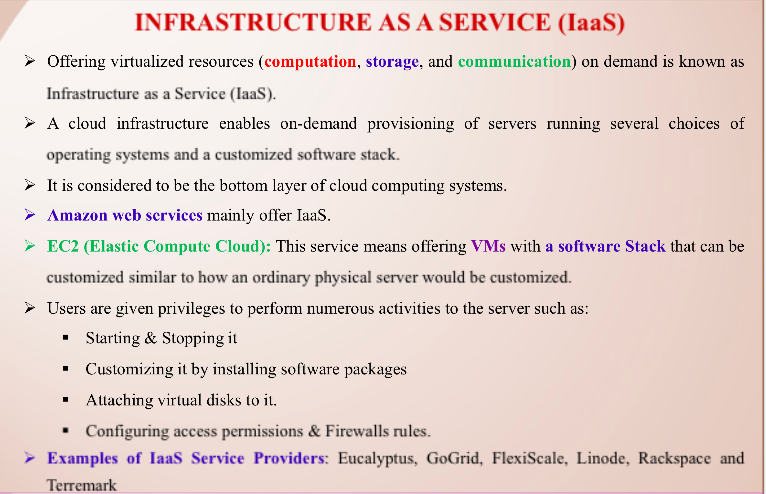 INFRASTRUCTURE AS A SERVICE (IaaS)
➢ Offering virtualized resources (computation, storage, and communication) on demand is known as
Infrastructure as a Service (IaaS).
➢ A cloud infrastructure enables on-demand provisioning of servers running several choices of
operating systems and a customized software stack.
➢ It is considered to be the bottom layer of cloud computing systems.
➢ Amazon web services mainly offer IaaS.
➢ EC2 (Elastic Compute Cloud): This service means offering VMs with a software Stack that can be
customized similar to how an ordinary physical server would be customized.
➢ Users are given privileges to perform numerous activities to the server such as:
▪ Starting & Stopping it
▪ Customizing it by installing software packages
▪ Attaching virtual disks to it.
▪ Configuring access permissions & Firewalls rules.
➢ Examples of IaaS Service Providers: Eucalyptus, GoGrid, FlexiScale, Linode, Rackspace and
Terremark